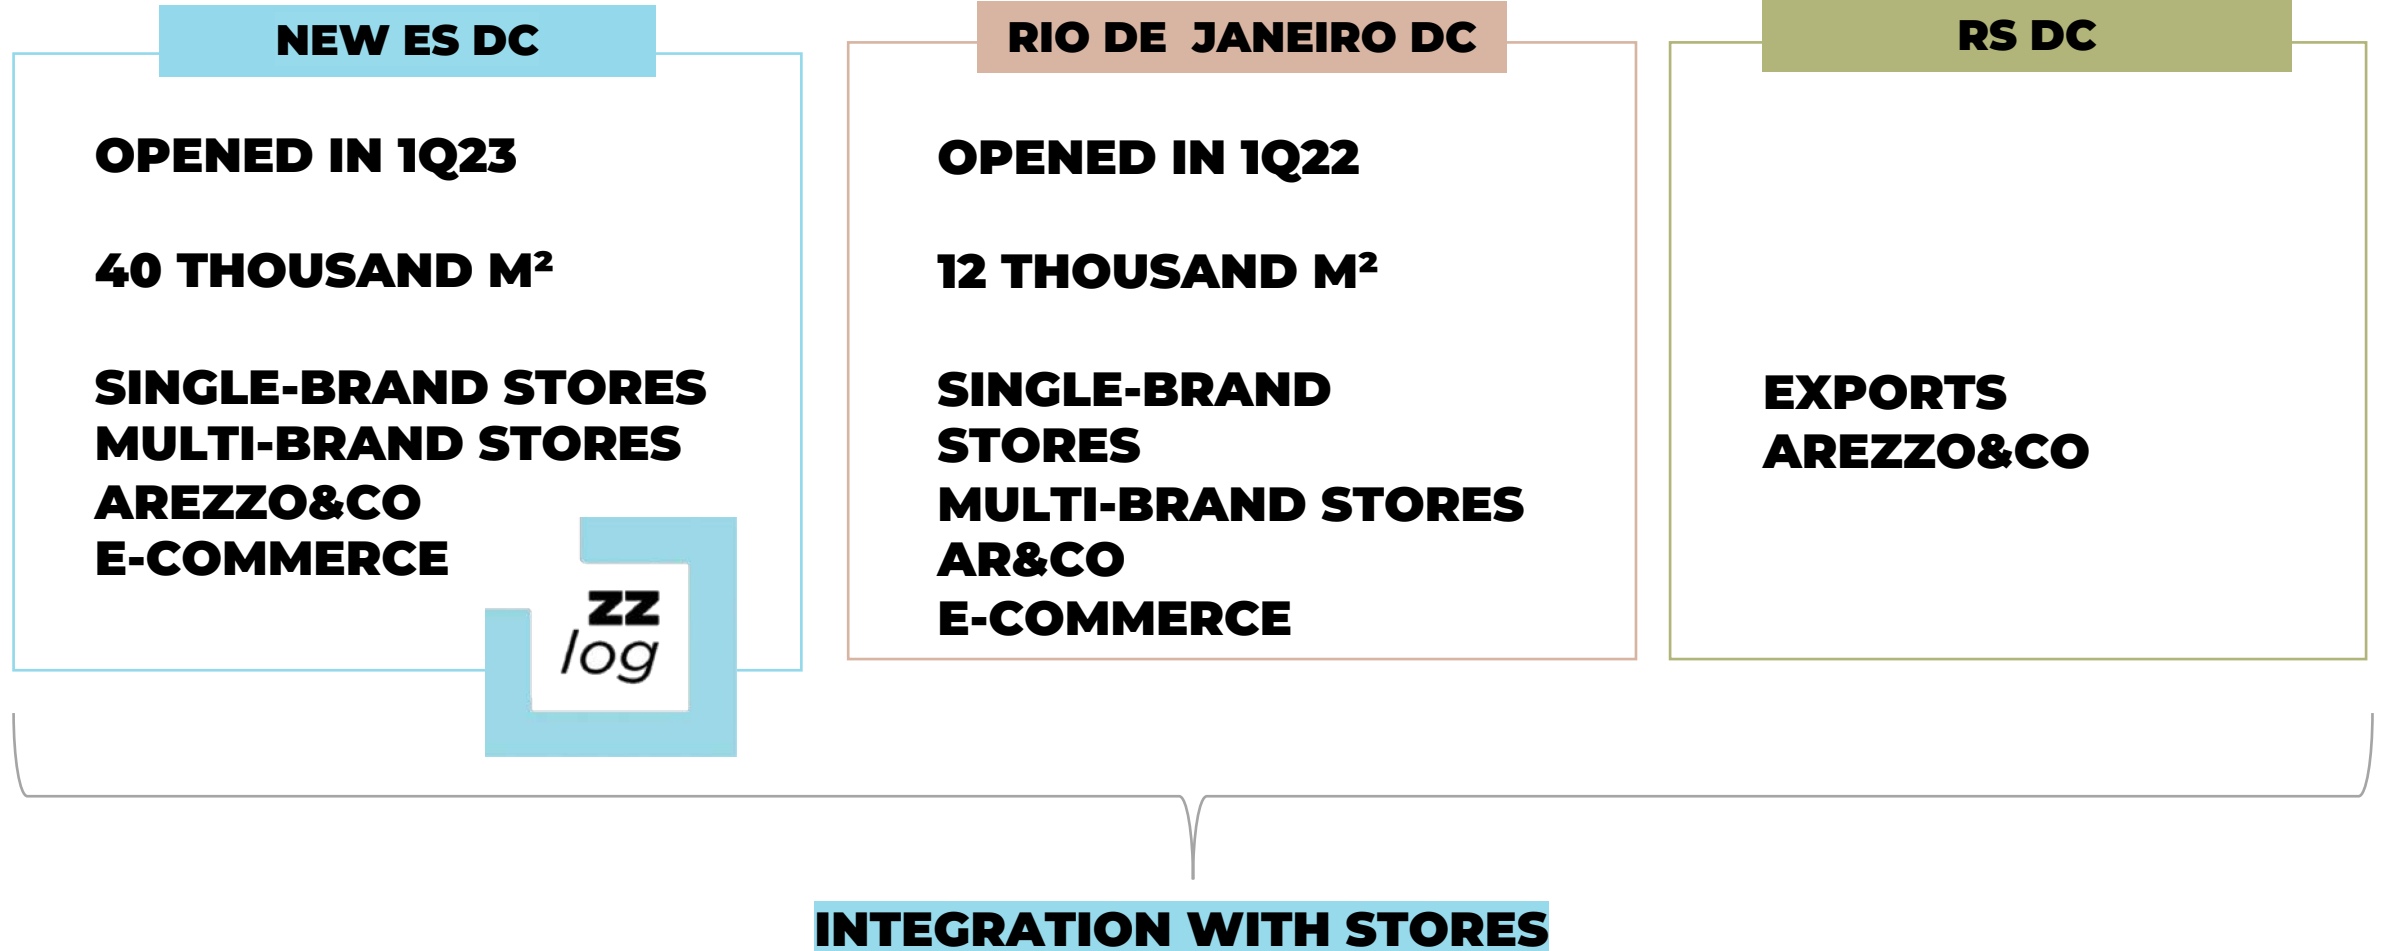 NEW ES DC
OPENED IN 1Q23
40 THOUSAND M²
SINGLE-BRAND STORES
MULTI-BRAND STORES
AREZZO&CO
E-COMMERCE
zz
log
RIO DE JANEIRO DC
OPENED IN 1Q22
12 THOUSAND M²
SINGLE-BRAND
STORES
MULTI-BRAND STORES
AR&CO
E-COMMERCE
RS DC
EXPORTS
AREZZO&CO
INTEGRATION WITH STORES